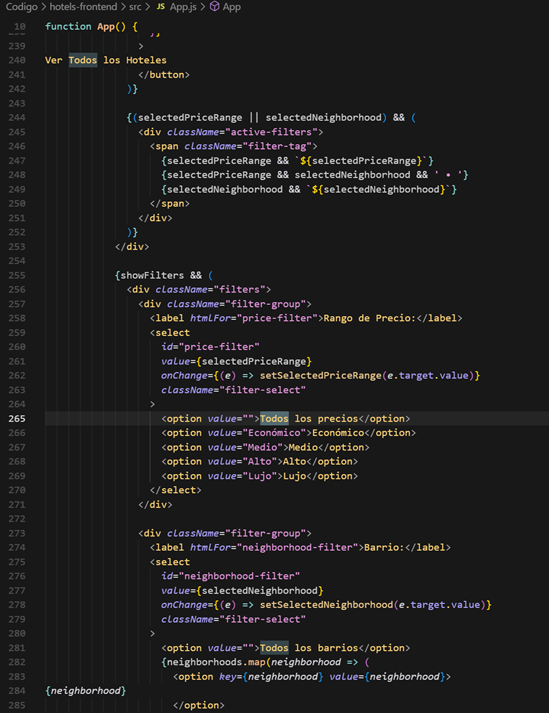 Codigo > hotels-frontend > src > JS App.js > App
10 function App() {
239 >
240 Ver Todos los Hoteles
241 </button>
242 )}
243
244 {(selectedPriceRange || selectedNeighborhood) && (
245 <div className="active-filters">
246 <span className="filter-tag">
247 {selectedPriceRange && `${selectedPriceRange}`}
248 {selectedPriceRange && selectedNeighborhood && ' • '}
249 {selectedNeighborhood && `${selectedNeighborhood}`}
250 </span>
251 </div>
252 )}
253 </div>
254
255 {showFilters && (
256 <div className="filters">
257 <div className="filter-group">
258 <label htmlFor="price-filter">Rango de Precio:</label>
259 <select
260 id="price-filter"
261 value={selectedPriceRange}
262 onChange={(e) => setSelectedPriceRange(e.target.value)}
263 className="filter-select"
264 >
265 <option value="">Todos los precios</option>
266 <option value="Económico">Económico</option>
267 <option value="Medio">Medio</option>
268 <option value="Alto">Alto</option>
269 <option value="Lujo">Lujo</option>
270 </select>
271 </div>
272
273 <div className="filter-group">
274 <label htmlFor="neighborhood-filter">Barrio:</label>
275 <select
276 id="neighborhood-filter"
277 value={selectedNeighborhood}
278 onChange={(e) => setSelectedNeighborhood(e.target.value)}
279 className="filter-select"
280 >
281 <option value="">Todos los barrios</option>
282 {neighborhoods.map(neighborhood => (
283 <option key={neighborhood} value={neighborhood}>
284 {neighborhood}
285 </option>